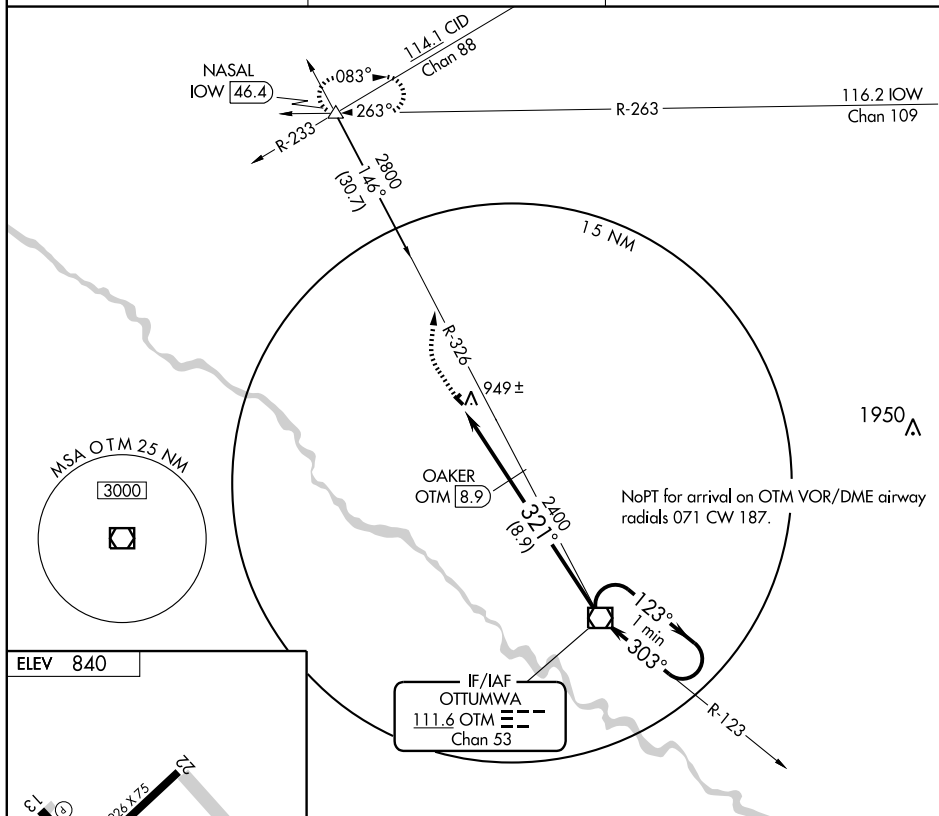 114.1 CID
Chan 88
NASAL
IOW 46.4
083°
263°
R-263
116.2 IOW
Chan 109
R-233
2800
146°
(30.7)
15 NM
R-326
949 ±
1950
MSA OTM 25 NM
3000
OAKER
OTM 8.9
2400
321°
(8.9)
NoPT for arrival on OTM VOR/DME airway
radials 071 CW 187.
123°
1 min
303°
ELEV 840
IF/IAF
OTTUMWA
111.6 OTM
Chan 53
R-123
22
13
P
026 X 75